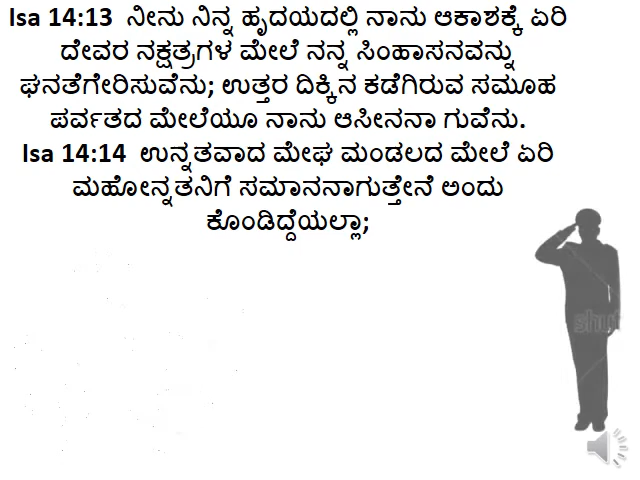 Isa 14:13 ನೀನು ನಿನ್ನ ಹೃದಯದಲ್ಲಿ ನಾನು ಆಕಾಶಕ್ಕೆ ಏರಿ
ದೇವರ ನಕ್ಷತ್ರಗಳ ಮೇಲೆ ನನ್ನ ಸಿಂಹಾಸನವನ್ನು
ಘನತೆಗೇರಿಸುವೆನು; ಉತ್ತರ ದಿಕ್ಕಿನ ಕಡೆಗಿರುವ ಸಮೂಹ
ಪರ್ವತದ ಮೇಲೆಯೂ ನಾನು ಆಸೀನನಾ ಗುವೆನು.
Isa 14:14 ಉನ್ನತವಾದ ಮೇಘ ಮಂಡಲದ ಮೇಲೆ ಏರಿ
ಮಹೋನ್ನತನಿಗೆ ಸಮಾನನಾಗುತ್ತೇನೆ ಅಂದು
ಕೊಂಡಿದ್ದೆಯಲ್ಲಾ;
shut